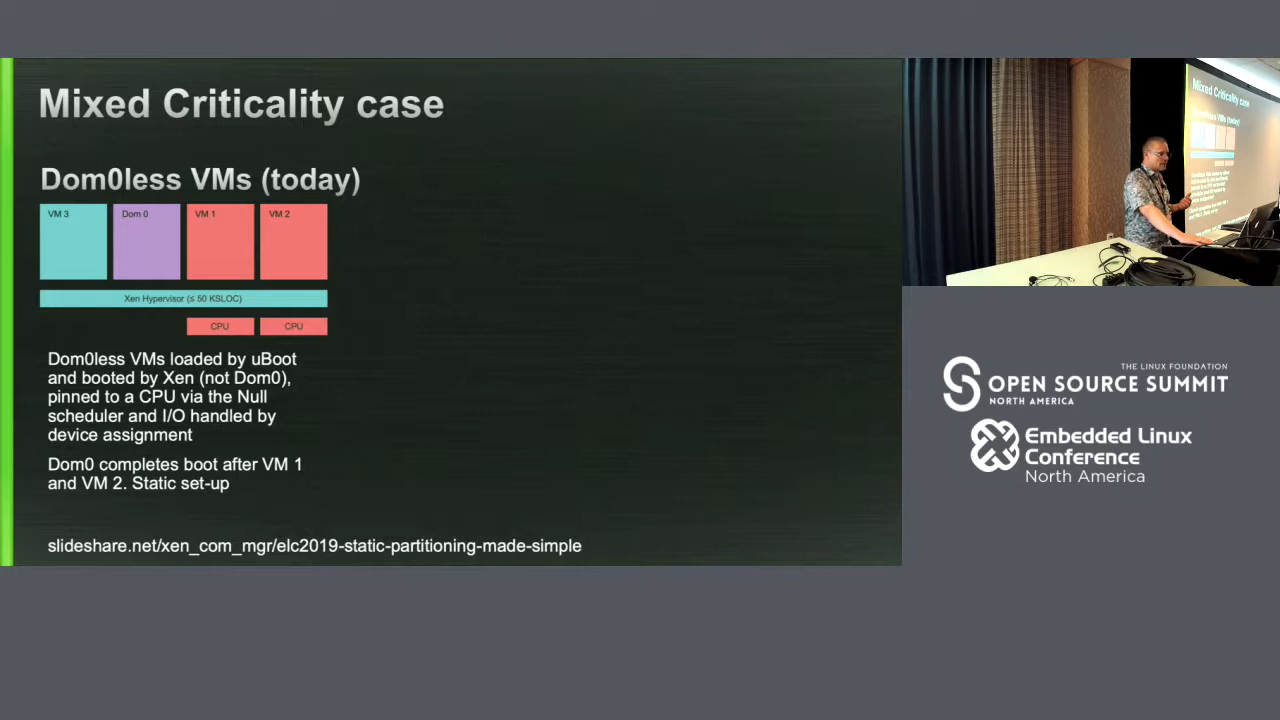 Mixed Criticality case
Dom0less VMs (today)
VM 3
Dom 0
VM 1
VM 2
Xen Hypervisor (≤ 50 KSLOC)
CPU
CPU
Dom0less VMs loaded by uBoot
and booted by Xen (not Dom0),
pinned to a CPU via the Null
scheduler and I/O handled by
device assignment
Dom0 completes boot after VM 1
and VM 2. Static set-up
slideshare.net/xen_com_mgr/elc2019-static-partitioning-made-simple
Mixed Criticality case
THE LINUX FOUNDATION
OPEN SOURCE SUMMIT
NORTH AMERICA
Embedded Linux
Conference
North America